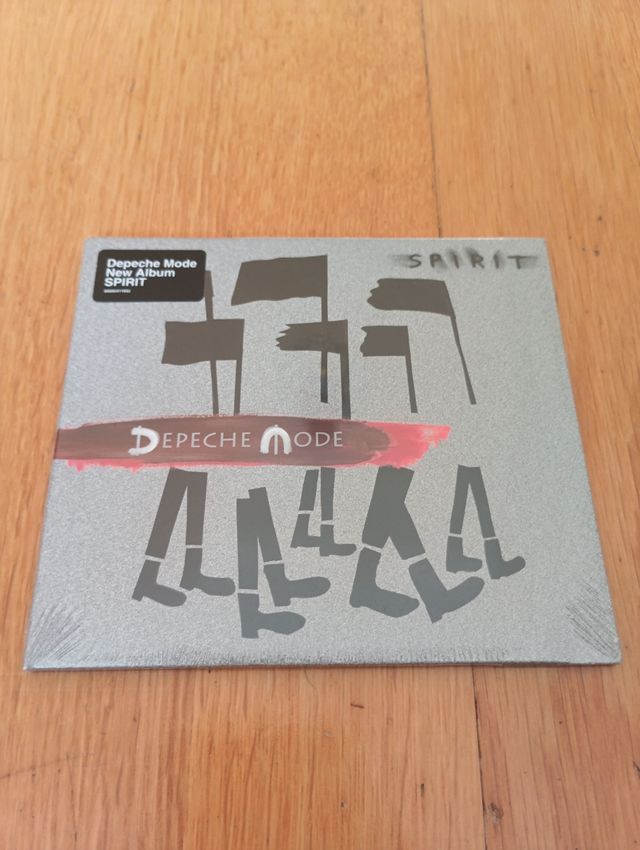 Depeche Mode
New Album
SPIRIT
SPIRIT
DEPECHE MODE